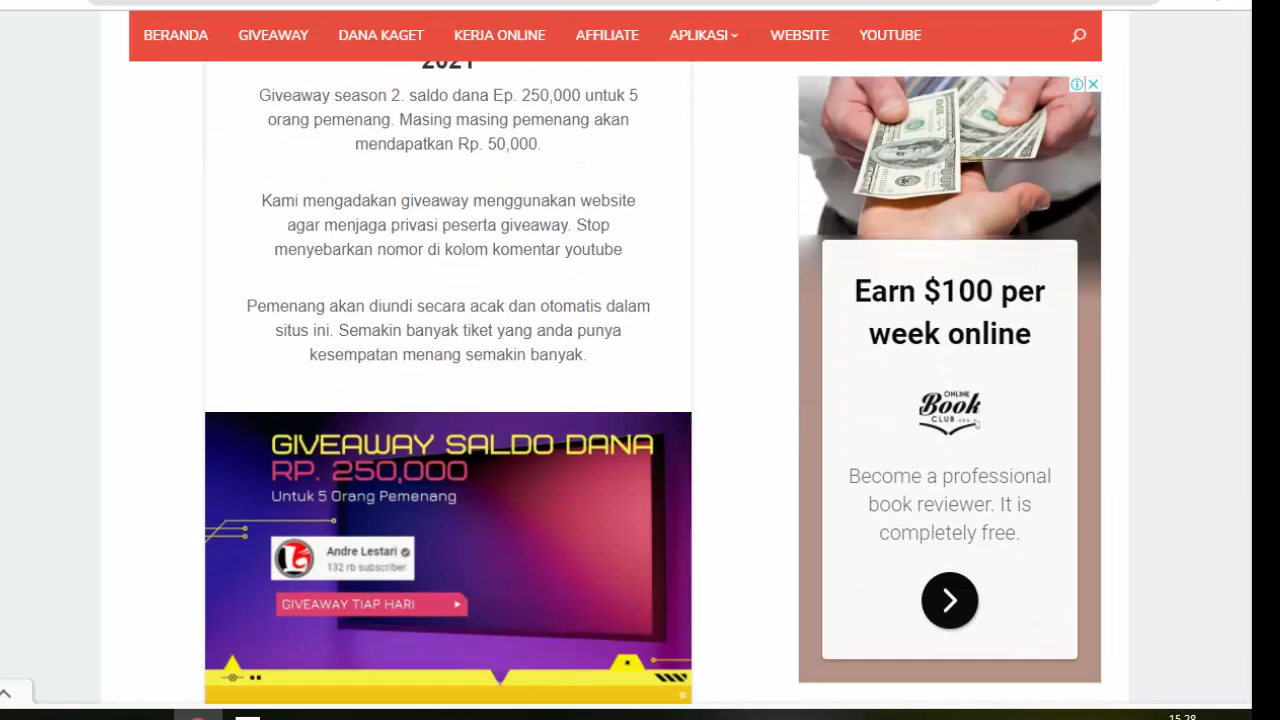 BERANDA GIVEAWAY DANA KAGET KERJA ONLINE AFFILIATE APLIKASI WEBSITE YOUTUBE
2021
Giveaway season 2. saldo dana Ep. 250,000 untuk 5
orang pemenang. Masing masing pemenang akan
mendapatkan Rp. 50,000.
Kami mengadakan giveaway menggunakan website
agar menjaga privasi peserta giveaway. Stop
menyebarkan nomor di kolom komentar youtube
Pemenang akan diundi secara acak dan otomatis dalam
situs ini. Semakin banyak tiket yang anda punya
kesempatan menang semakin banyak.
GIVEAWAY SALDO DANA
RP. 250,000
Untuk 5 Orang Pemenang
Andre Lestari
132 rb subscriber
GIVEAWAY TIAP HARI
Earn $100 per
week online
ONLINE
Book
CLUB.ORG
Become a professional
book reviewer. It is
completely free.
15.28